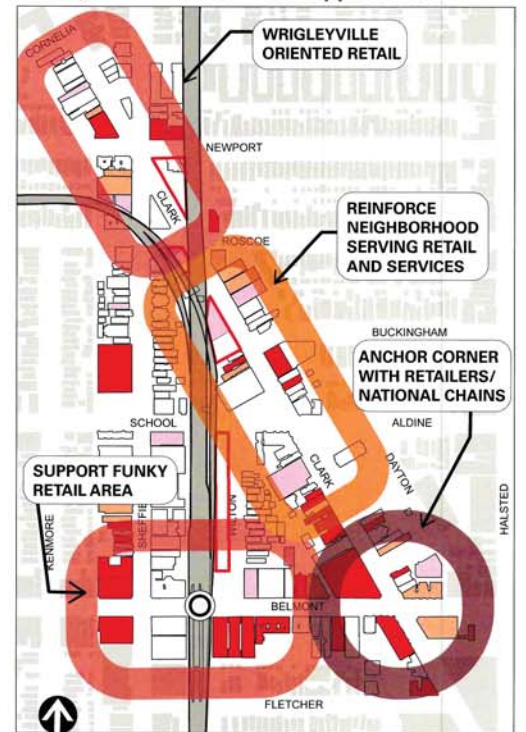 CORNELIA
WRIGLEYVILLE
ORIENTED RETAIL
NEWPORT
CLARK
ROSCOE
REINFORCE
NEIGHBORHOOD
SERVING RETAIL
AND SERVICES
BUCKINGHAM
ANCHOR CORNER
WITH RETAILERS/
NATIONAL CHAINS
SCHOOL
ALDINE
CLARK
DAYTON
SUPPORT FUNKY
RETAIL AREA
KENMORE
WILTON
HALSTED
BELMONT
FLETCHER